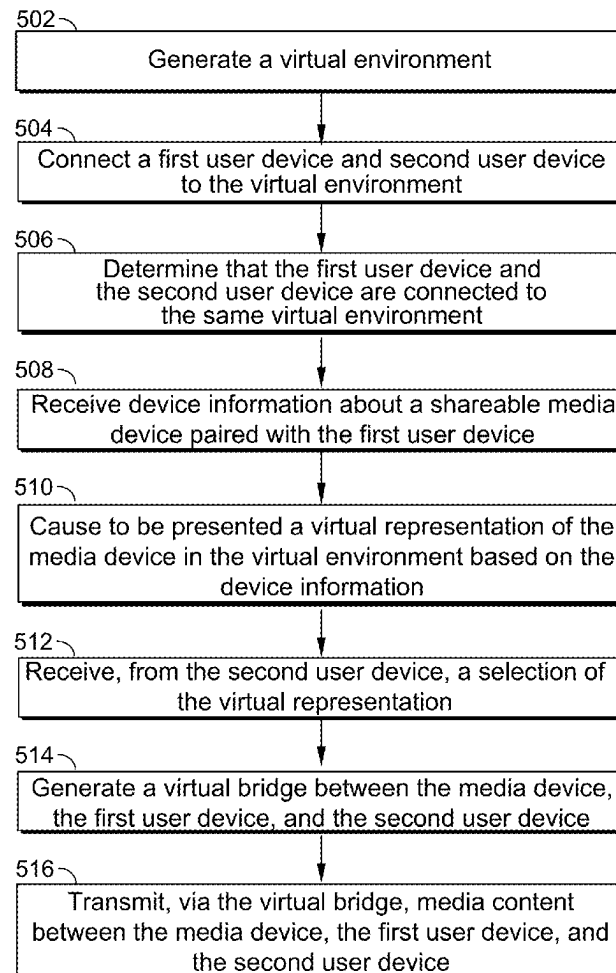 502
Generate a virtual environment
504
Connect a first user device and second user device
to the virtual environment
506
Determine that the first user device and
the second user device are connected to
the same virtual environment
508
Receive device information about a shareable media
device paired with the first user device
510
Cause to be presented a virtual representation of the
media device in the virtual environment based on the
device information
512
Receive, from the second user device, a selection of
the virtual representation
514
Generate a virtual bridge between the media device,
the first user device, and the second user device
516
Transmit, via the virtual bridge, media content
between the media device, the first user device, and
the second user device